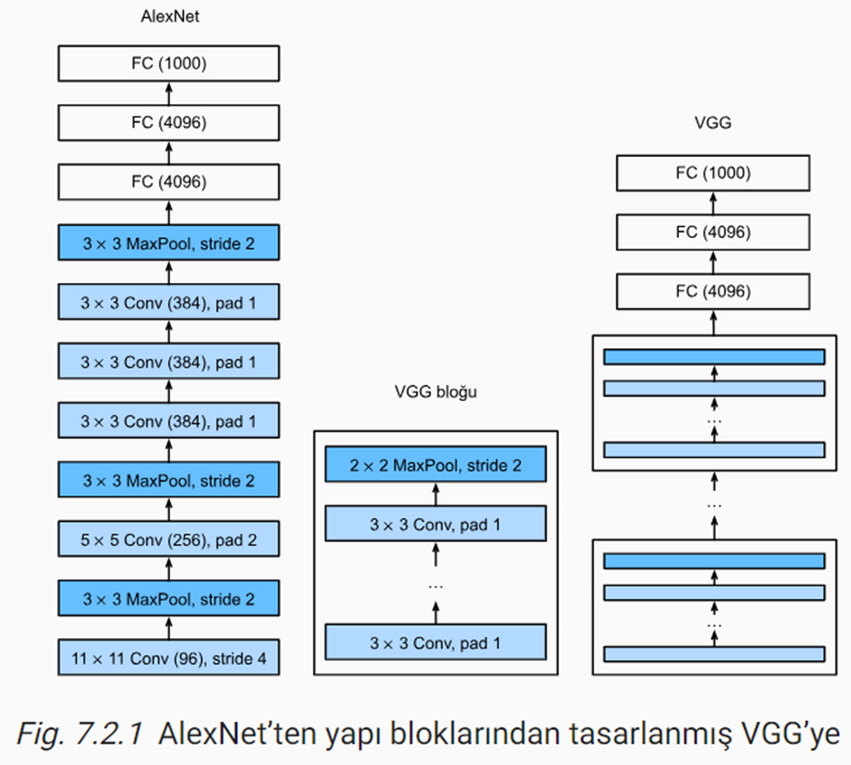 AlexNet
FC (1000)
FC (4096)
FC (4096)
3 × 3 MaxPool, stride 2
3 × 3 Conv (384), pad 1
3 × 3 Conv (384), pad 1
3 × 3 Conv (384), pad 1
3 × 3 MaxPool, stride 2
5 × 5 Conv (256), pad 2
3 × 3 MaxPool, stride 2
11 × 11 Conv (96), stride 4
VGG bloğu
2 × 2 MaxPool, stride 2
3 × 3 Conv, pad 1
...
3 × 3 Conv, pad 1
VGG
FC (1000)
FC (4096)
FC (4096)
...
...
...
Fig. 7.2.1 AlexNet’ten yapı bloklarından tasarlanmış VGG’ye